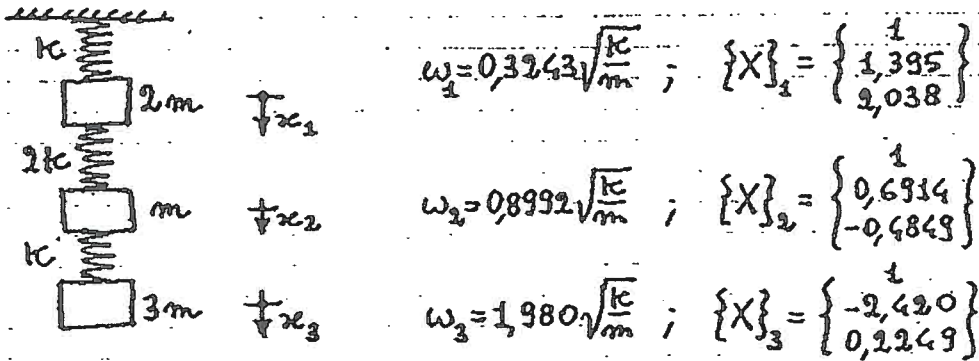 k
2m
x₁
ω₁=0,3243√(k/m) ; {X}₁ = {1 1,395 2,038}
2k
m
x₂
ω₂=0,8992√(k/m) ; {X}₂ = {1 0,6914 -0,4849}
k
3m
x₃
ω₃=1,980√(k/m) ; {X}₃ = {1 -2,420 0,2249}